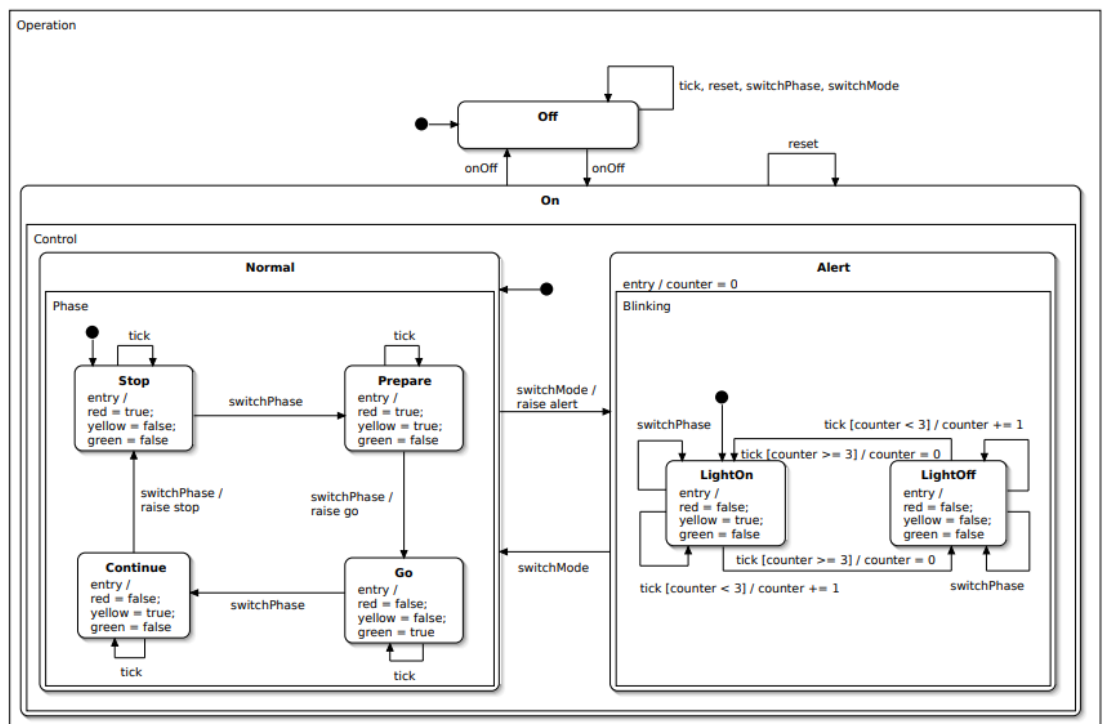 Operation
tick, reset, switchPhase, switchMode
Off
onOff
onOff
reset
On
Control
Normal
Phase
tick
Stop
entry /
red = true;
yellow = false;
green = false
switchPhase
tick
Prepare
entry /
red = true;
yellow = true;
green = false
switchPhase /
raise stop
switchPhase /
raise go
Continue
entry /
red = false;
yellow = true;
green = false
tick
switchPhase
Go
entry /
red = false;
yellow = false;
green = true
tick
switchMode /
raise alert
switchMode
Alert
entry / counter = 0
Blinking
switchPhase
tick [counter < 3] / counter += 1
tick [counter >= 3] / counter = 0
LightOn
entry /
red = false;
yellow = true;
green = false
LightOff
entry /
red = false;
yellow = false;
green = false
tick [counter >= 3] / counter = 0
tick [counter < 3] / counter += 1
switchPhase